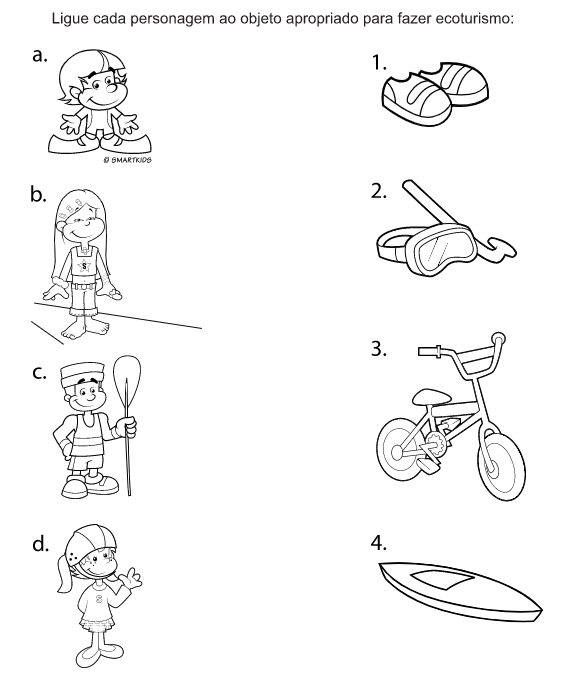 Ligue cada personagem ao objeto apropriado para fazer ecoturismo:
a.
1.
© SMARTKIDS
b.
2.
S
c.
3.
d.
4.
S